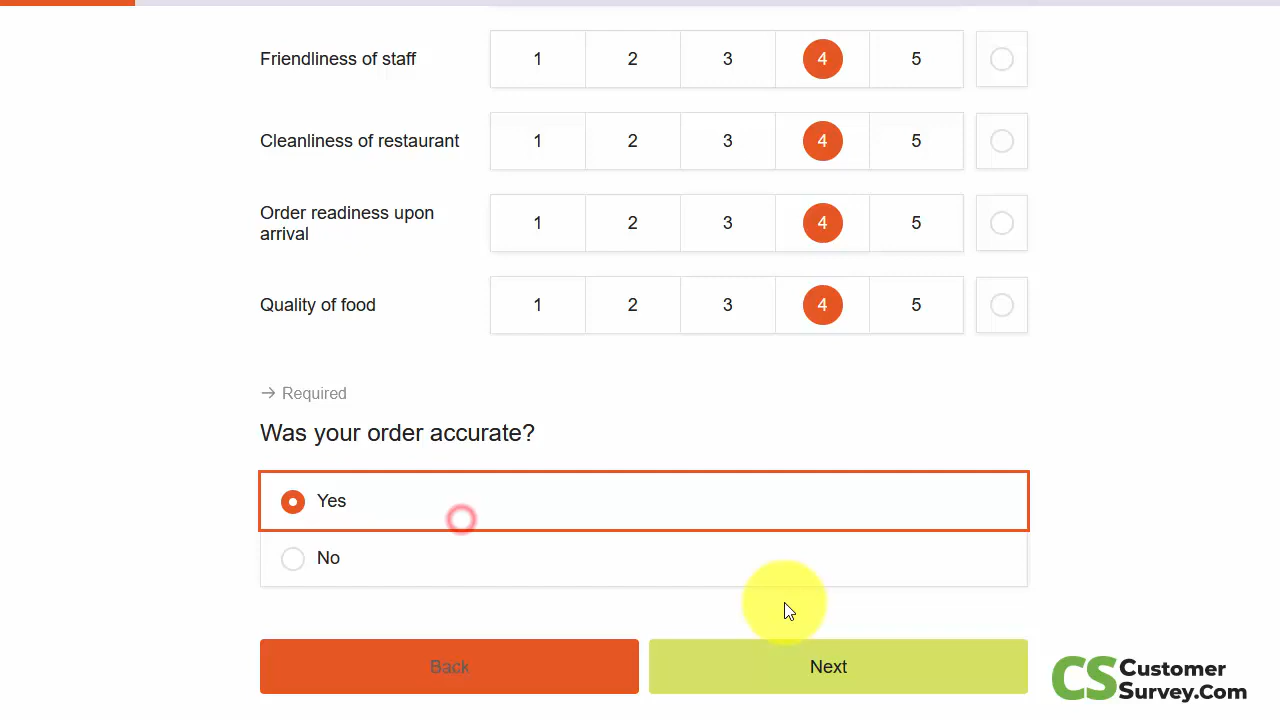 Friendliness of staff 1 2 3 4 5
Cleanliness of restaurant 1 2 3 4 5
Order readiness upon
arrival 1 2 3 4 5
Quality of food 1 2 3 4 5
→ Required
Was your order accurate?
Yes
No
Back Next
CS Customer
Survey.Com